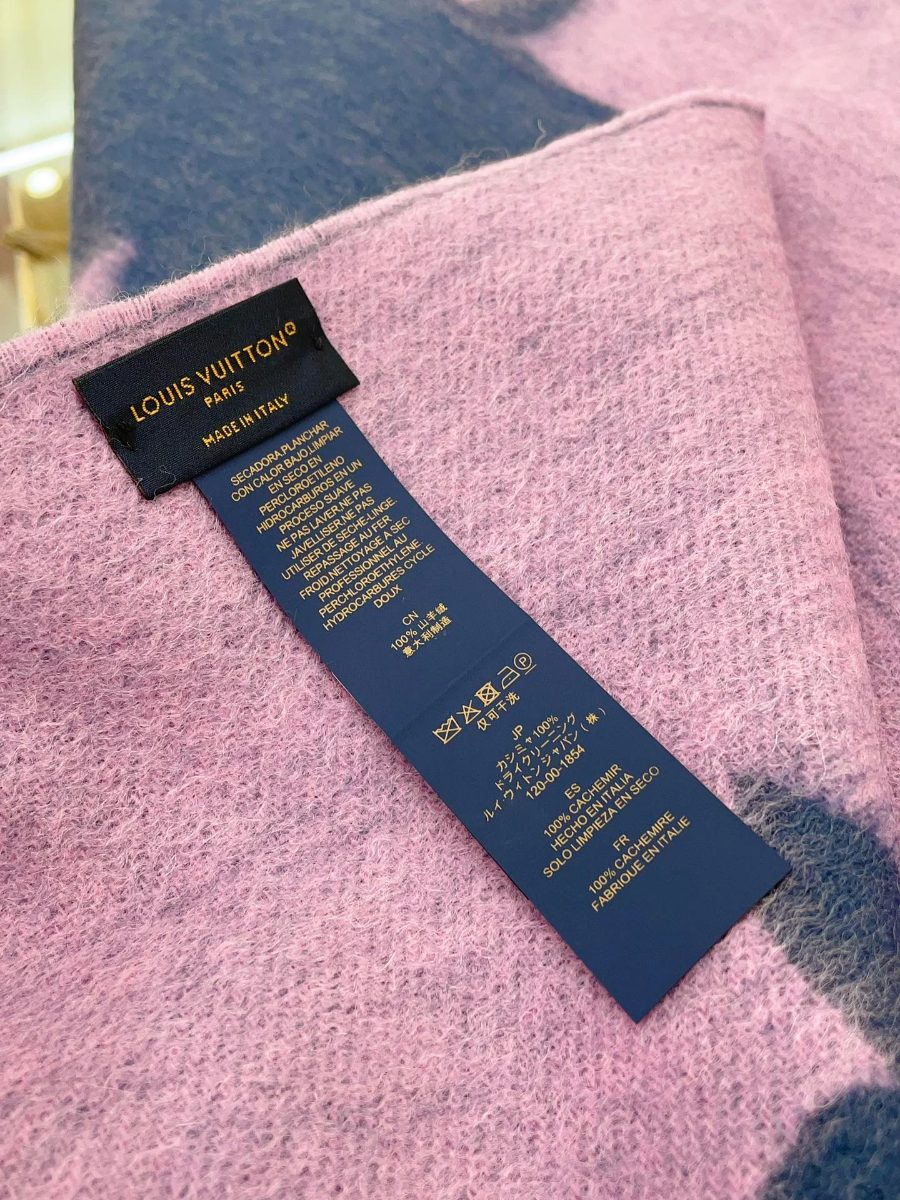 LOUIS VUITTON
PARIS
MADE IN ITALY
SECADORA.PLANCHAR
CON CALOR BAJO.LIMPIAR
EN SECO EN
PERCLOROETILENO
HIDROCARBUROS EN UN
PROCESO SUAVE
NE PAS LAVER.NE PAS
JAVELLISER.NE PAS
UTILISER DE SECHE-LINGE.
REPASSAGE AU FER
FROID.NETTOYAGE A SEC
PROFESSIONNEL AU
PERCHLOROETHYLENE.
HYDROCARBURES CYCLE
DOUX
CN
100% 山羊绒
意大利制造
P
仅可干洗
JP
カシミヤ100%
ドライクリーニング
ルイ・ヴィトンジャパン(株)
120-00-1854
ES
100% CACHEMIR
HECHO EN ITALIA
SOLO LIMPIEZA EN SECO
FR
100% CACHEMIRE
FABRIQUE EN ITALIE